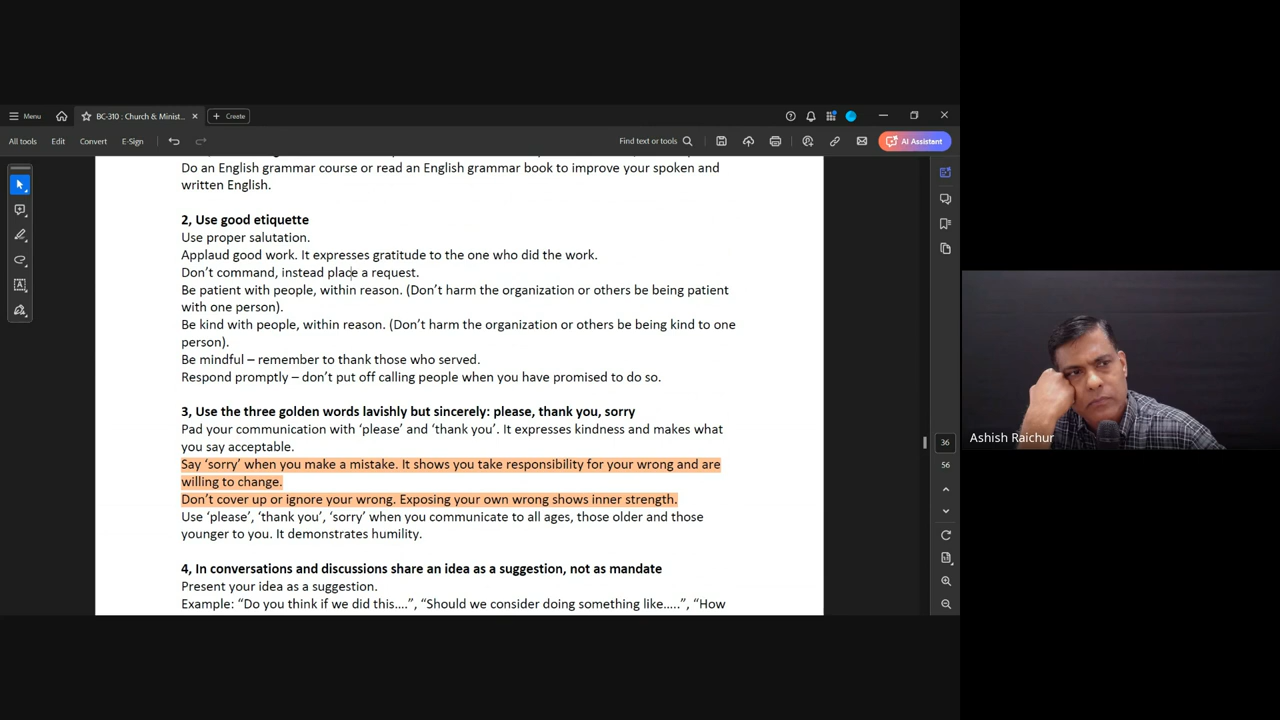 Menu
BC-310 : Church & Minist...
Create
All tools
Edit
Convert
E-Sign
Find text or tools
AI Assistant
Do an English grammar course or read an English grammar book to improve your spoken and
written English.
2, Use good etiquette
Use proper salutation.
Applaud good work. It expresses gratitude to the one who did the work.
Don’t command, instead place a request.
Be patient with people, within reason. (Don’t harm the organization or others be being patient
with one person).
Be kind with people, within reason. (Don’t harm the organization or others be being kind to one
person).
Be mindful – remember to thank those who served.
Respond promptly – don’t put off calling people when you have promised to do so.
3, Use the three golden words lavishly but sincerely: please, thank you, sorry
Pad your communication with ‘please’ and ‘thank you’. It expresses kindness and makes what
you say acceptable.
Say ‘sorry’ when you make a mistake. It shows you take responsibility for your wrong and are
willing to change.
Don’t cover up or ignore your wrong. Exposing your own wrong shows inner strength.
Use ‘please’, ‘thank you’, ‘sorry’ when you communicate to all ages, those older and those
younger to you. It demonstrates humility.
4, In conversations and discussions share an idea as a suggestion, not as mandate
Present your idea as a suggestion.
Example: “Do you think if we did this....”, “Should we consider doing something like.....”, “How
36
56
Ashish Raichur